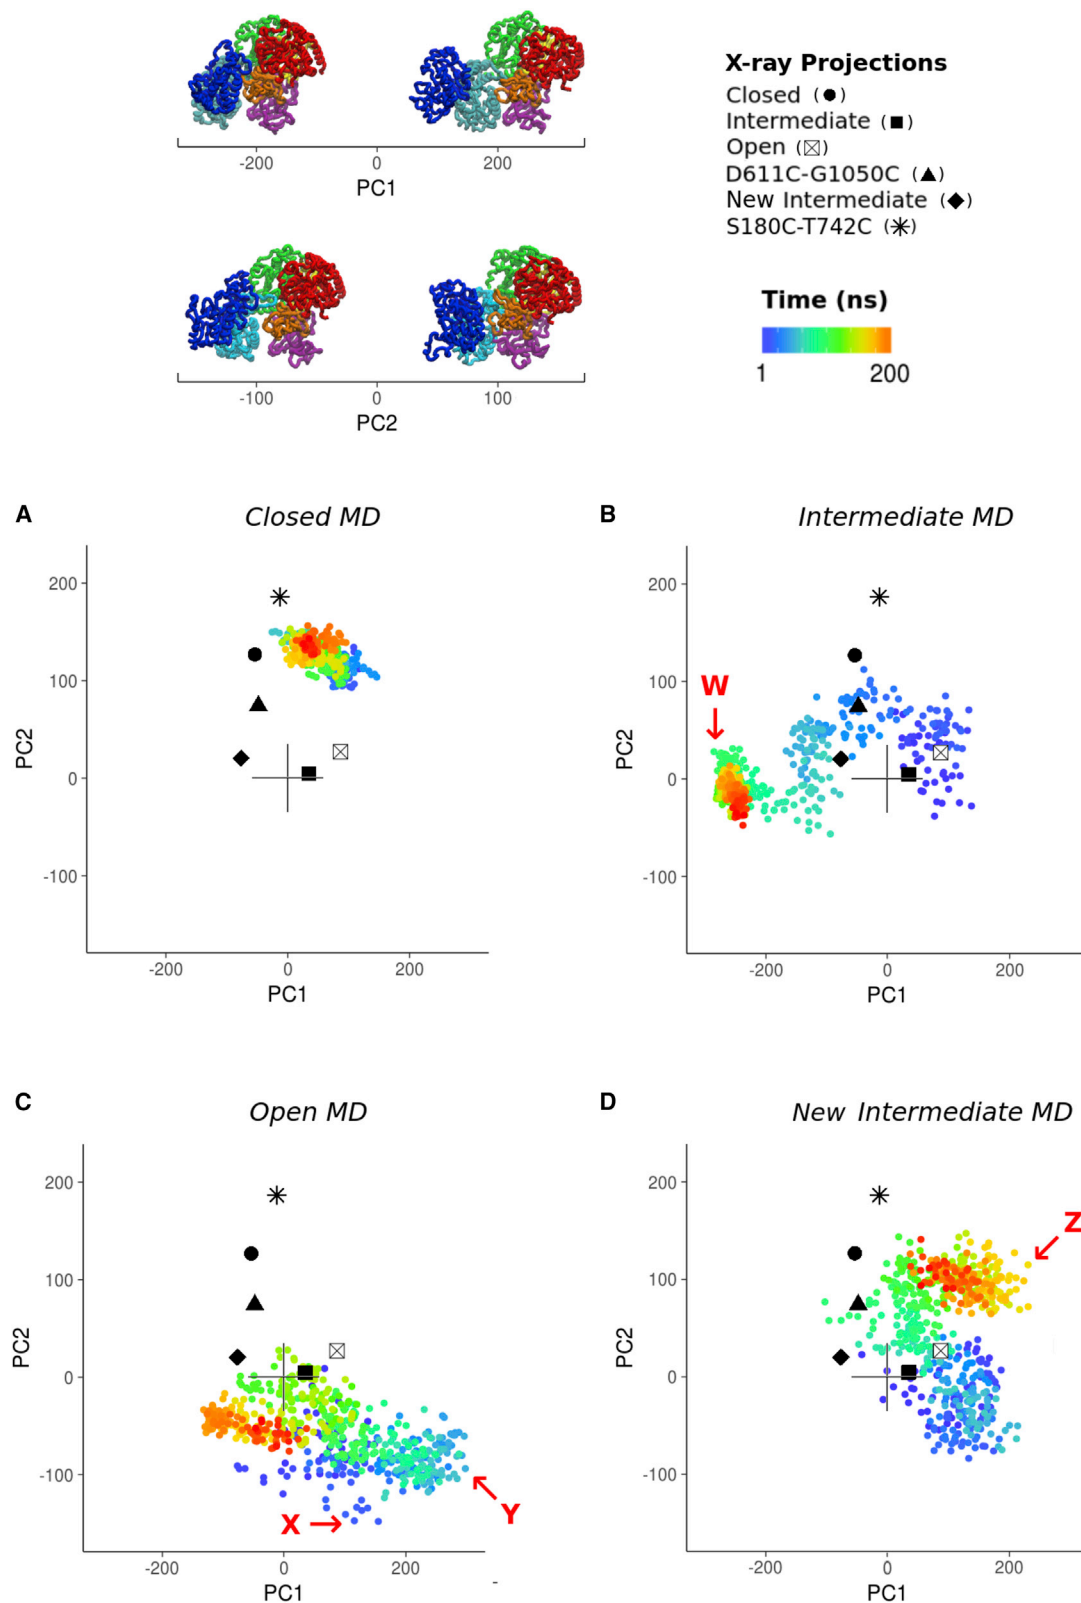 -200 0 200
PC1
-100 0 100
PC2
X-ray Projections
Closed (●)
Intermediate (■)
Open (☒)
D611C-G1050C (▲)
New Intermediate (◆)
S180C-T742C (✳)
Time (ns)
1 200
A Closed MD
200
100
0
-100
PC2
-200 0 200
PC1
B Intermediate MD
200
100
0
-100
PC2
W
-200 0 200
PC1
C Open MD
200
100
0
-100
PC2
X
Y
-200 0 200
PC1
-
D New Intermediate MD
200
100
0
-100
PC2
Z
-200 0 200
PC1